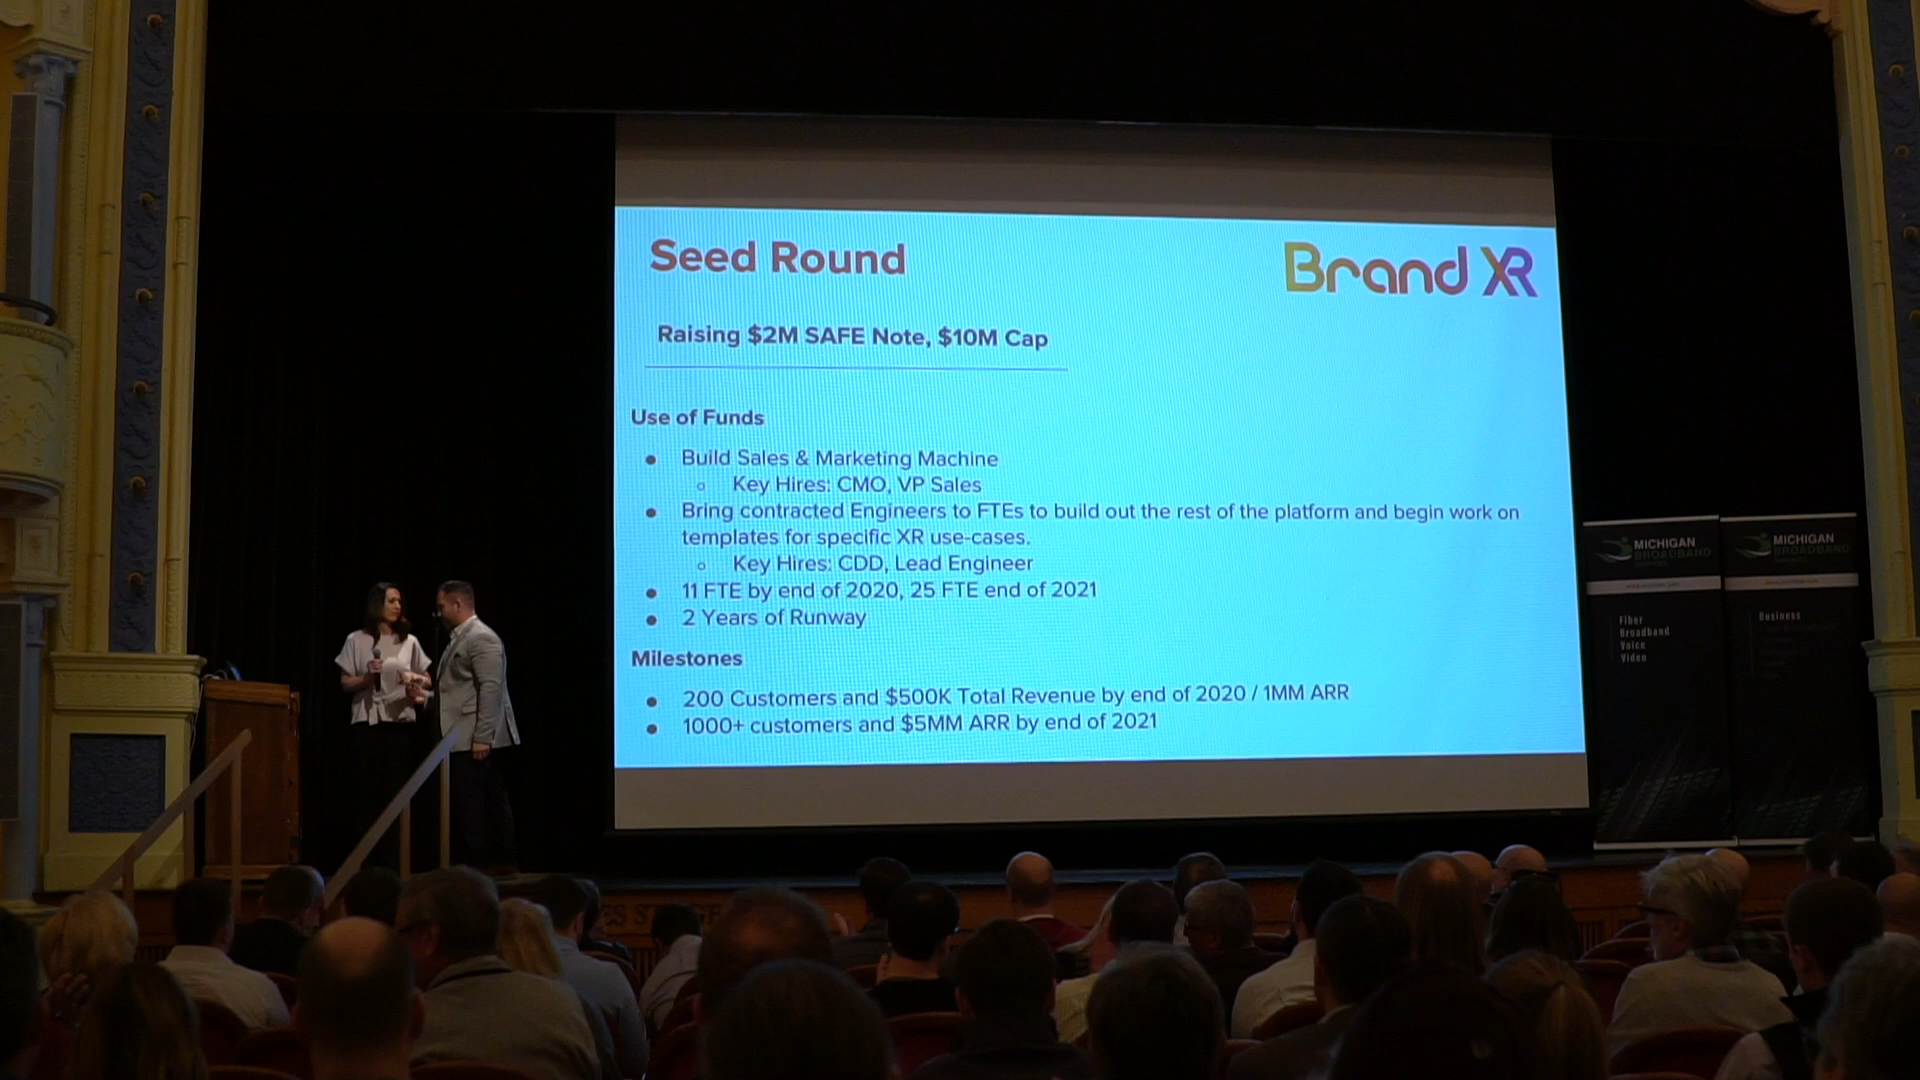 Seed Round
Brand XR
Raising $2M SAFE Note, $10M Cap
Use of Funds
● Build Sales & Marketing Machine
○ Key Hires: CMO, VP Sales
● Bring contracted Engineers to FTEs to build out the rest of the platform and begin work on
templates for specific XR use-cases.
○ Key Hires: CDD, Lead Engineer
● 11 FTE by end of 2020, 25 FTE end of 2021
● 2 Years of Runway
Milestones
● 200 Customers and $500K Total Revenue by end of 2020 / 1MM ARR
● 1000+ customers and $5MM ARR by end of 2021
MICHIGAN
BROADBAND
Fiber
Broadband
Voice
Video
MICHIGAN
BROADBAND
Business